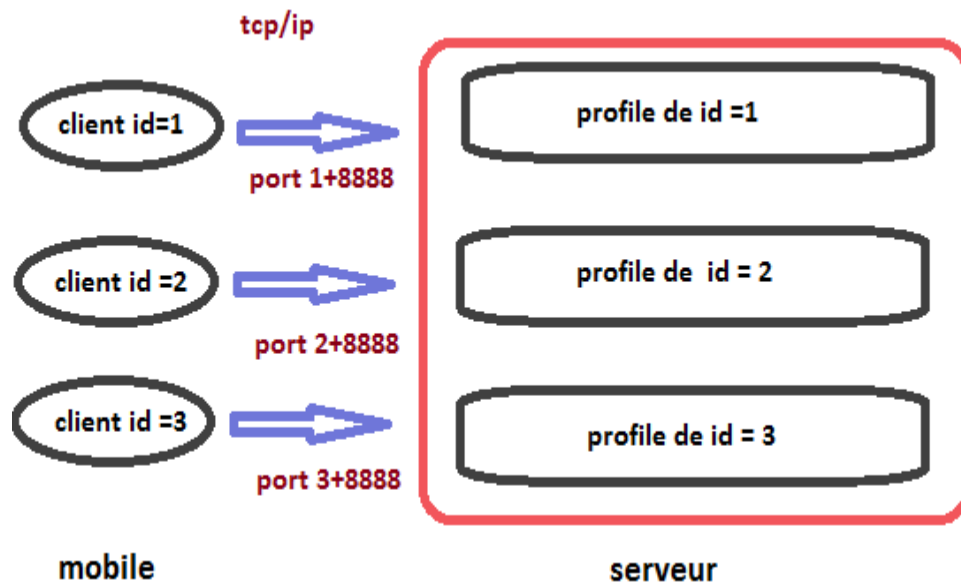 tcp/ip
client id=1
profile de id =1
port 1+8888
client id =2
profile de  id = 2
port 2+8888
client id =3
profile de id = 3
port 3+8888
mobile
serveur